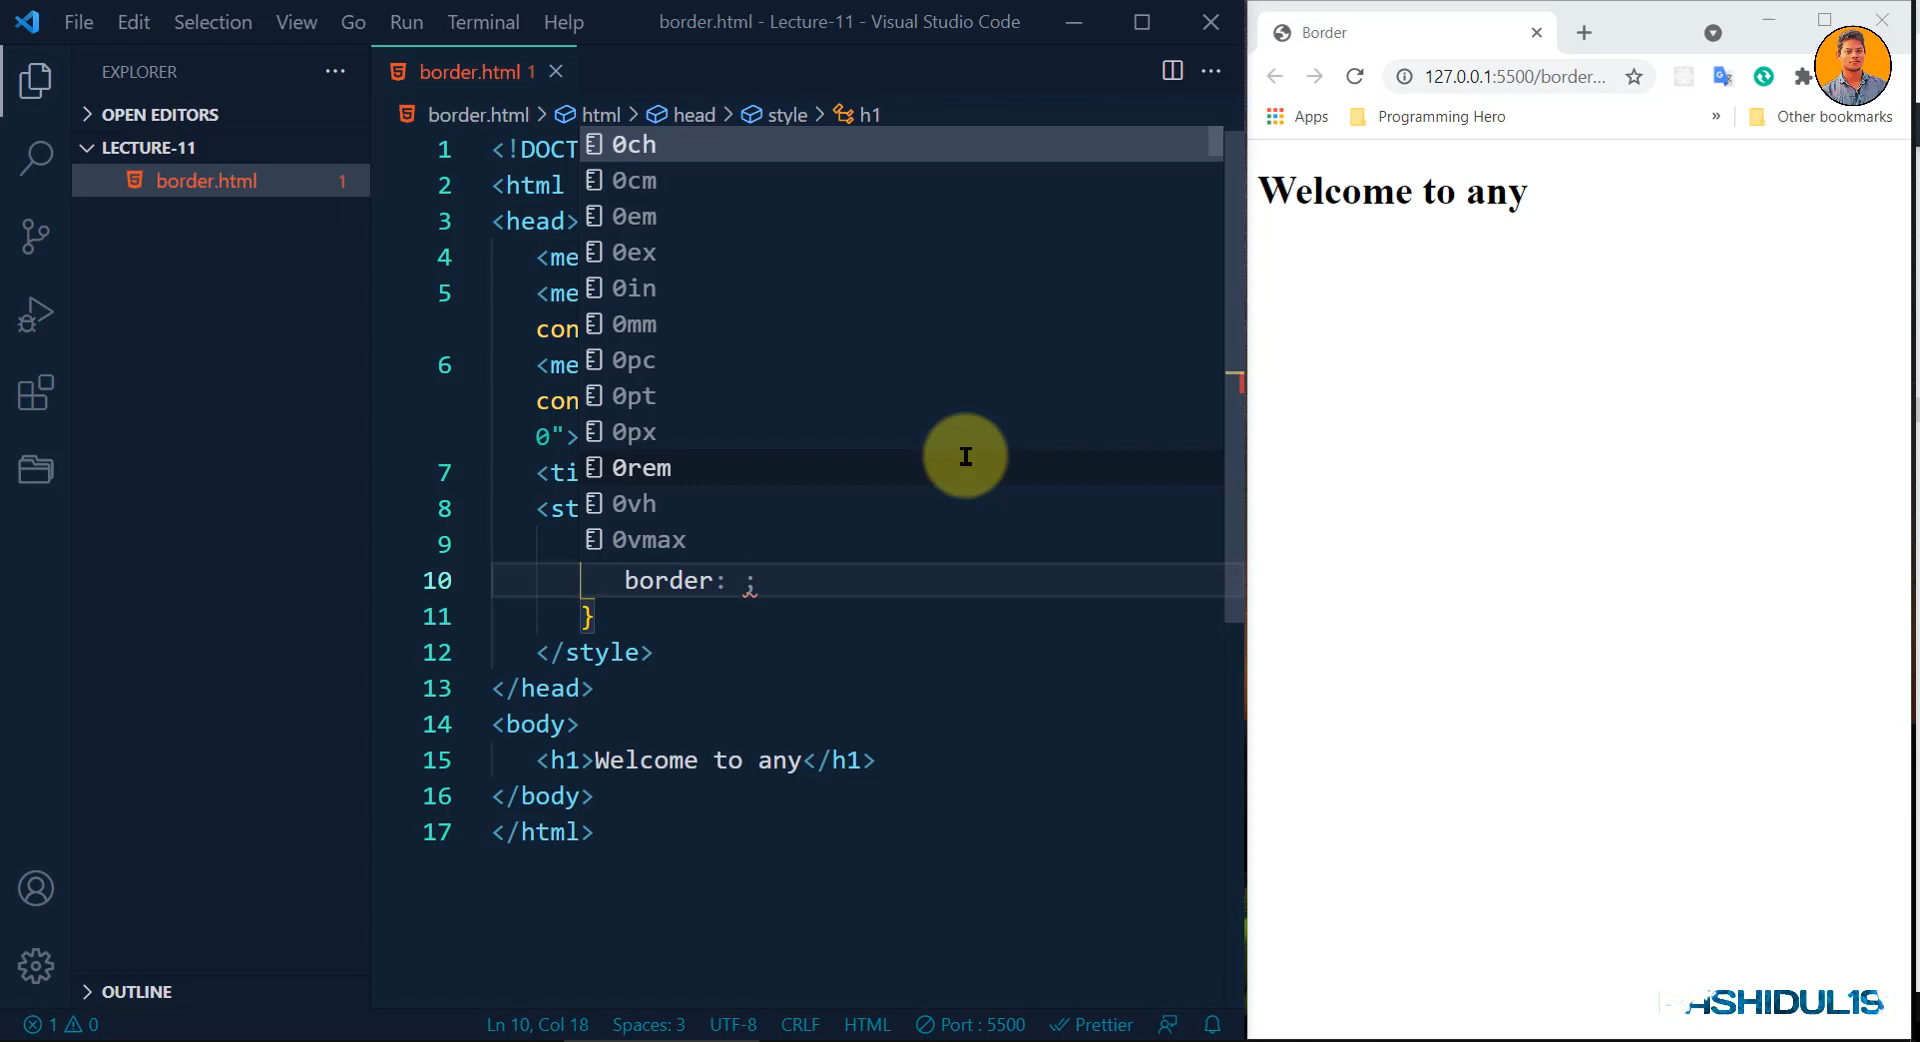 File Edit Selection View Go Run Terminal Help
border.html - Lecture-11 - Visual Studio Code
EXPLORER
OPEN EDITORS
LECTURE-11
border.html 1
OUTLINE
border.html 1
border.html > html > head > style > h1
1 <!DOCT
2 <html
3 <head>
4 <me
5 <me
con
6 <me
con
0">
7 <ti
8 <st
9
10 border: ;
11 }
12 </style>
13 </head>
14 <body>
15 <h1>Welcome to any</h1>
16 </body>
17 </html>
0ch
0cm
0em
0ex
0in
0mm
0pc
0pt
0px
0rem
0vh
0vmax
1 0
Ln 10, Col 18 Spaces: 3 UTF-8 CRLF HTML Port : 5500 Prettier
Border
127.0.0.1:5500/border...
Apps Programming Hero » Other bookmarks
Welcome to any
ASHIDUL19